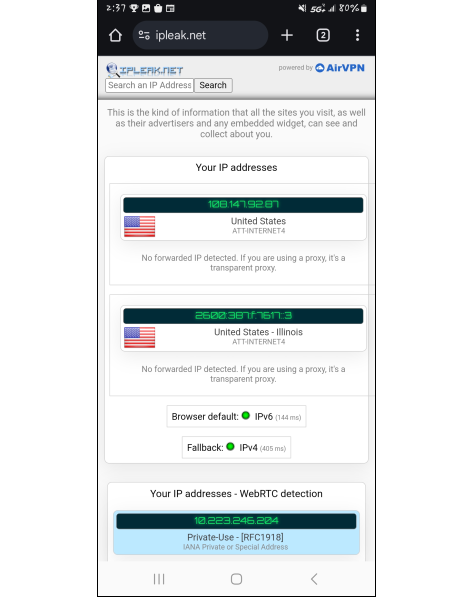 2:37
5G
80%
ipleak.net
2
IPLEAK.NET
powered by AirVPN
Search an IP Address
Search
This is the kind of information that all the sites you visit, as well
as their advertisers and any embedded widget, can see and
collect about you.
Your IP addresses
108.147.92.87
United States
ATT-INTERNET4
No forwarded IP detected. If you are using a proxy, it's a
transparent proxy.
2600:387:f:7617::3
United States - Illinois
ATT-INTERNET4
No forwarded IP detected. If you are using a proxy, it's a
transparent proxy.
Browser default: IPv6 (144 ms)
Fallback: IPv4 (405 ms)
Your IP addresses - WebRTC detection
10.223.246.204
Private-Use - [RFC1918]
IANA Private or Special Address